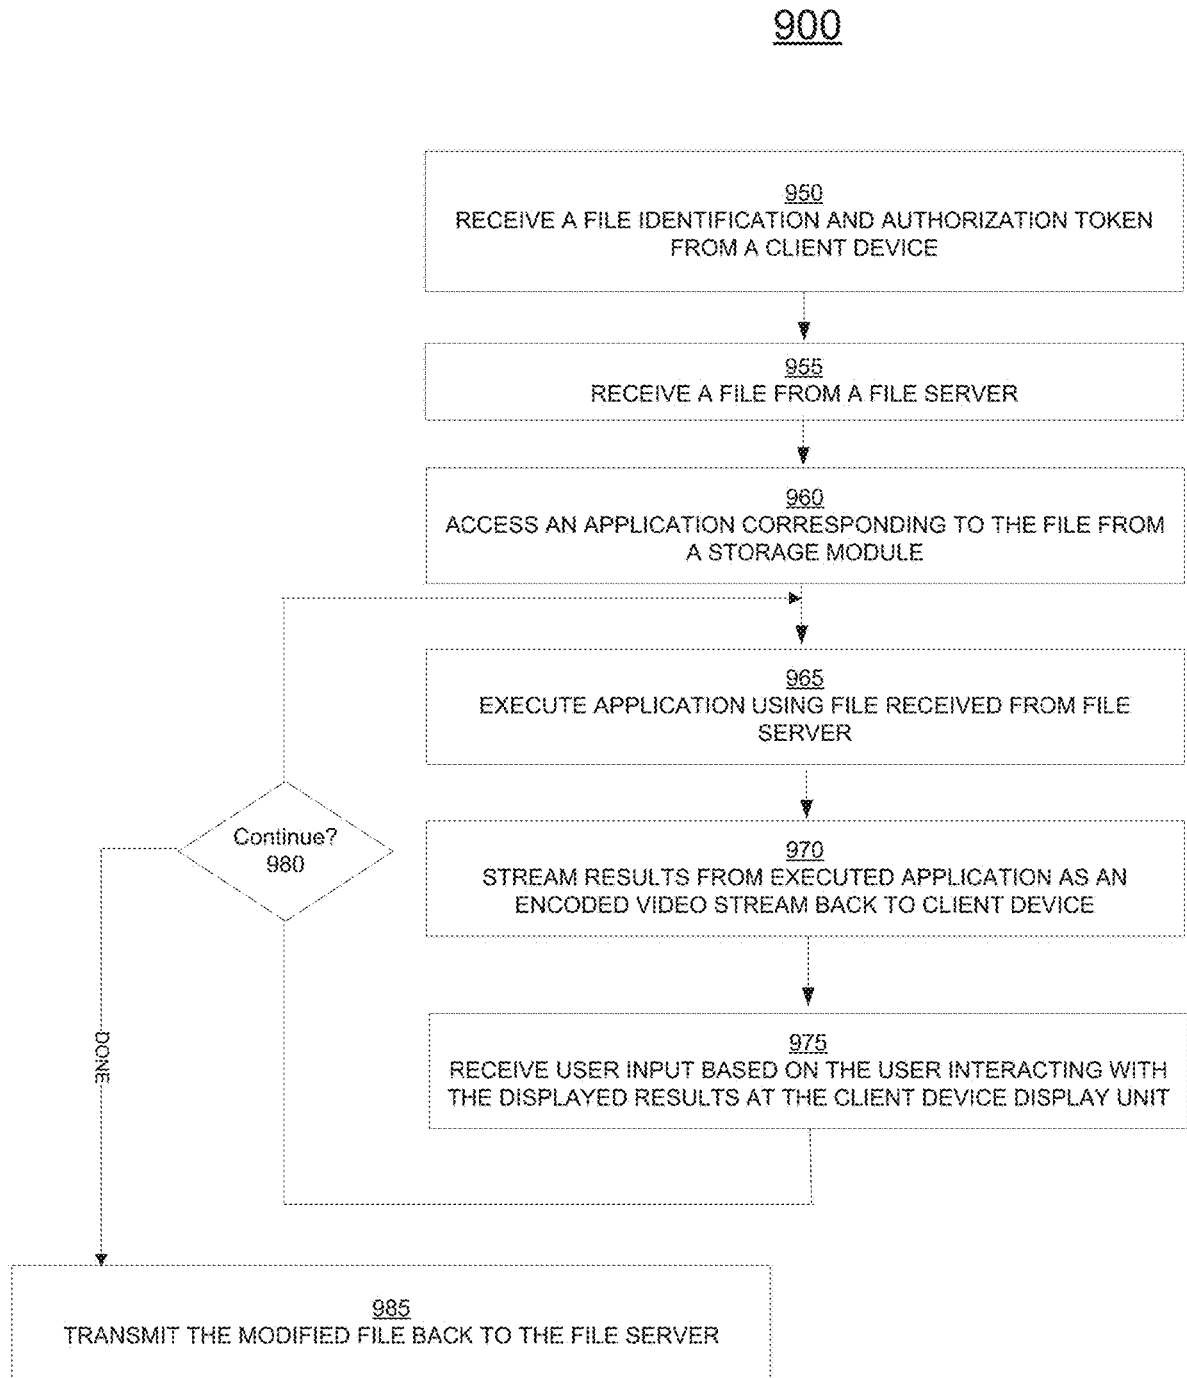 900
950
RECEIVE A FILE IDENTIFICATION AND AUTHORIZATION TOKEN
FROM A CLIENT DEVICE
955
RECEIVE A FILE FROM A FILE SERVER
960
ACCESS AN APPLICATION CORRESPONDING TO THE FILE FROM
A STORAGE MODULE
965
EXECUTE APPLICATION USING FILE RECEIVED FROM FILE
SERVER
Continue?
980
970
STREAM RESULTS FROM EXECUTED APPLICATION AS AN
ENCODED VIDEO STREAM BACK TO CLIENT DEVICE
975
RECEIVE USER INPUT BASED ON THE USER INTERACTING WITH
THE DISPLAYED RESULTS AT THE CLIENT DEVICE DISPLAY UNIT
DONE
985
TRANSMIT THE MODIFIED FILE BACK TO THE FILE SERVER